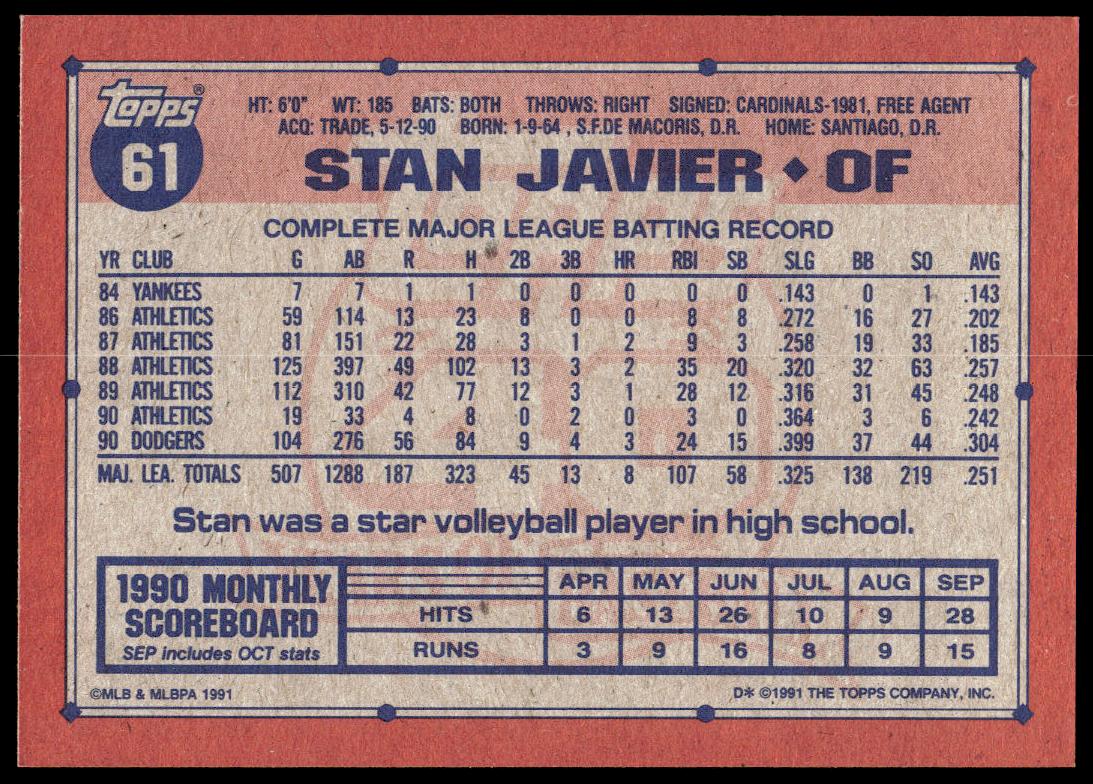 Topps®
61
HT: 6'0" WT: 185 BATS: BOTH THROWS: RIGHT SIGNED: CARDINALS-1981, FREE AGENT
ACQ: TRADE, 5-12-90 BORN: 1-9-64 , S.F.DE MACORIS, D.R. HOME: SANTIAGO, D.R.
STAN JAVIER ◆ OF
COMPLETE MAJOR LEAGUE BATTING RECORD
YR CLUB G AB R H 2B 3B HR RBI SB SLG BB SO AVG
84 YANKEES 7 7 1 1 0 0 0 0 0 .143 0 1 .143
86 ATHLETICS 59 114 13 23 8 0 0 8 8 .272 16 27 .202
87 ATHLETICS 81 151 22 28 3 1 2 9 3 .258 19 33 .185
88 ATHLETICS 125 397 49 102 13 3 2 35 20 .320 32 63 .257
89 ATHLETICS 112 310 42 77 12 3 1 28 12 .316 31 45 .248
90 ATHLETICS 19 33 4 8 0 2 0 3 0 .364 3 6 .242
90 DODGERS 104 276 56 84 9 4 3 24 15 .399 37 44 .304
MAJ. LEA. TOTALS 507 1288 187 323 45 13 8 107 58 .325 138 219 .251
Stan was a star volleyball player in high school.
1990 MONTHLY
SCOREBOARD
SEP includes OCT stats
APR MAY JUN JUL AUG SEP
HITS 6 13 26 10 9 28
RUNS 3 9 16 8 9 15
©MLB & MLBPA 1991
D* ©1991 THE TOPPS COMPANY, INC.